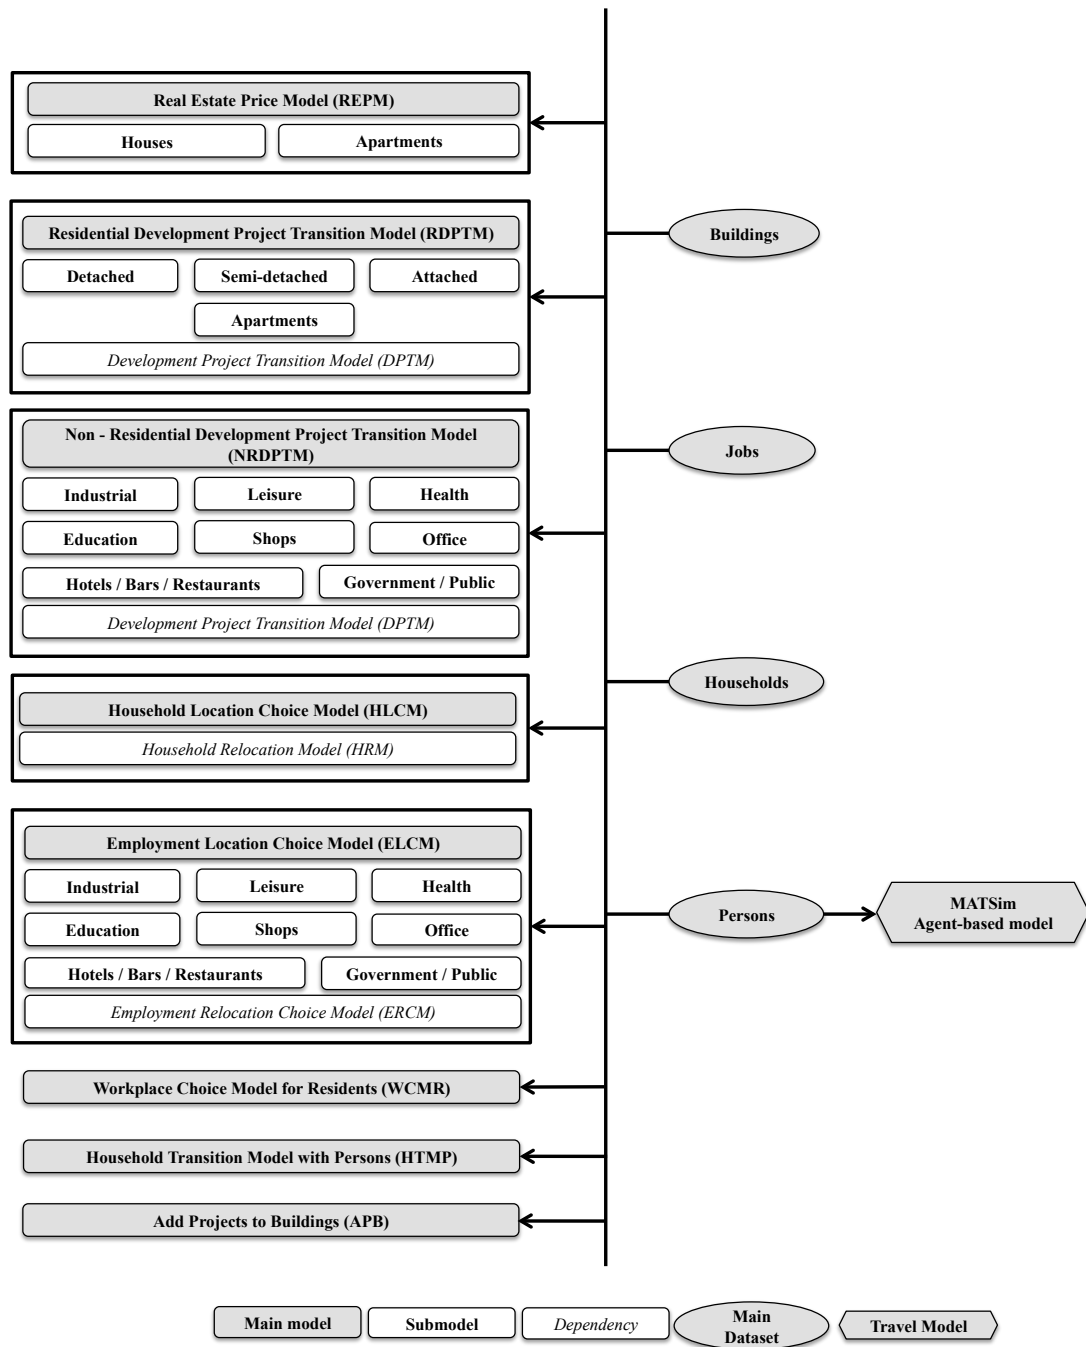 Real Estate Price Model (REPM)
Houses
Apartments
Residential Development Project Transition Model (RDPTM)
Detached
Semi-detached
Attached
Apartments
Development Project Transition Model (DPTM)
Non - Residential Development Project Transition Model
(NRDPTM)
Industrial
Leisure
Health
Education
Shops
Office
Hotels / Bars / Restaurants
Government / Public
Development Project Transition Model (DPTM)
Household Location Choice Model (HLCM)
Household Relocation Model (HRM)
Employment Location Choice Model (ELCM)
Industrial
Leisure
Health
Education
Shops
Office
Hotels / Bars / Restaurants
Government / Public
Employment Relocation Choice Model (ERCM)
Workplace Choice Model for Residents (WCMR)
Household Transition Model with Persons (HTMP)
Add Projects to Buildings (APB)
Buildings
Jobs
Households
Persons
MATSim
Agent-based model
Main model
Submodel
Dependency
Main
Dataset
Travel Model